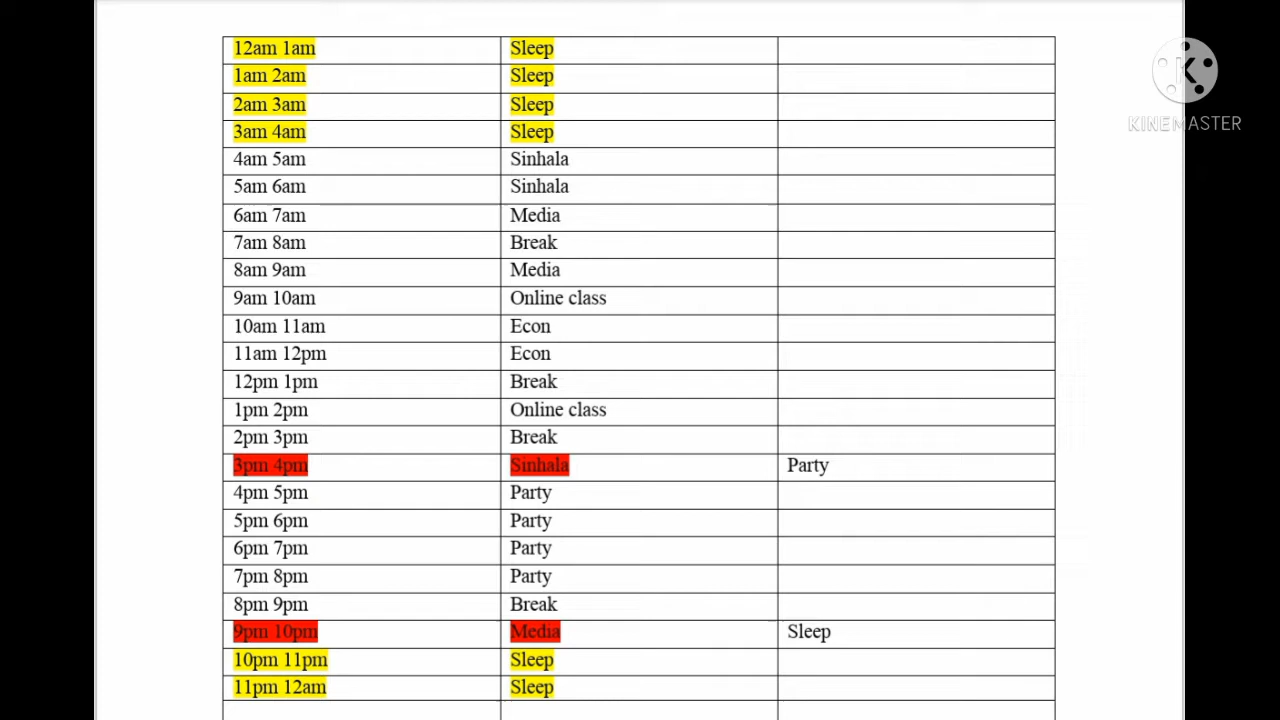 12am 1am Sleep
1am 2am Sleep
2am 3am Sleep
3am 4am Sleep
4am 5am Sinhala
5am 6am Sinhala
6am 7am Media
7am 8am Break
8am 9am Media
9am 10am Online class
10am 11am Econ
11am 12pm Econ
12pm 1pm Break
1pm 2pm Online class
2pm 3pm Break
3pm 4pm Sinhala Party
4pm 5pm Party
5pm 6pm Party
6pm 7pm Party
7pm 8pm Party
8pm 9pm Break
9pm 10pm Media Sleep
10pm 11pm Sleep
11pm 12am Sleep
K
KINEMASTER